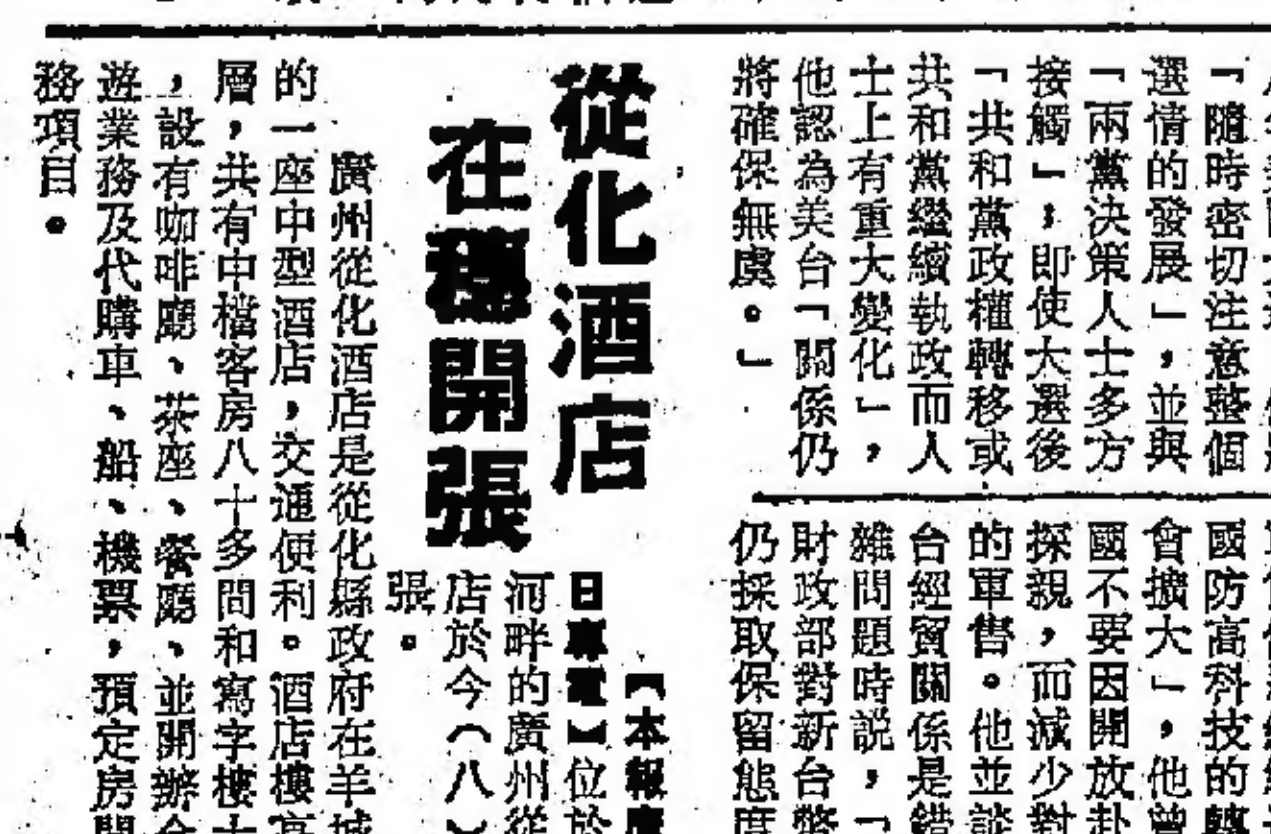 「隨時密切注意整個
選情的發展」，並與
「兩黨決策人士多方
接觸」，即使大選後
「共和黨政權轉移或
共和黨繼續執政而人
士上有重大變化」，
他認為美台「關係仍
將確保無虞。」
國防高科技的轉
會擴大」，他曾
國不要因開放赴
探親，而減少對
的軍售。他並談
台經貿關係是錯
雜問題時説，「
財政部對新台幣
仍採取保留態度
從化酒店
在穗開張
【本報廣
日專電】位於
河畔的廣州從
店於今（八）
張。
廣州從化酒店是從化縣政府在羊城
的一座中型酒店，交通便利。酒店樓高
層，共有中檔客房八十多間和寫字樓十
，設有咖啡廳、茶座、餐廳、並開辦
遊業務及代購車、船、機票，預定房間
務項目。